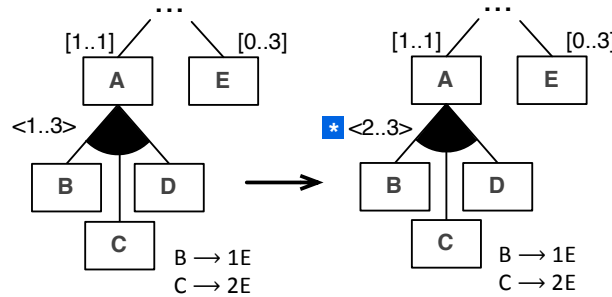 ... ...
[1..1] [0..3] [1..1] [0..3]
A E A E
<1..3> * <2..3>
B D B D
C C
B → 1E B → 1E
C → 2E C → 2E